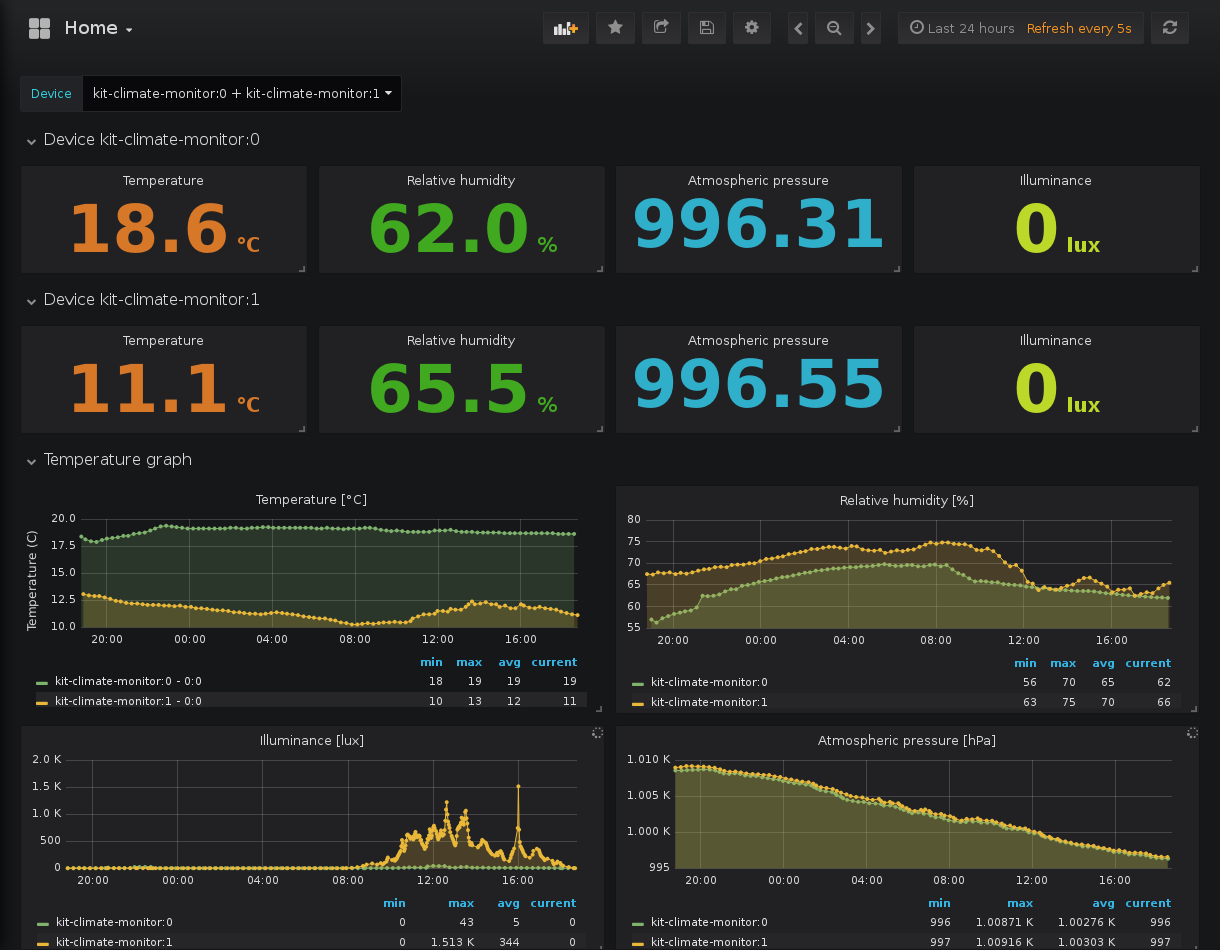 Home
Last 24 hours Refresh every 5s
Device kit-climate-monitor:0 + kit-climate-monitor:1
Device kit-climate-monitor:0
Temperature Relative humidity Atmospheric pressure Illuminance
18.6 °C 62.0 % 996.31 0 lux
Device kit-climate-monitor:1
Temperature Relative humidity Atmospheric pressure Illuminance
11.1 °C 65.5 % 996.55 0 lux
Temperature graph
Temperature [°C]
Temperature (C)
20.0
17.5
15.0
12.5
10.0
20:00 00:00 04:00 08:00 12:00 16:00
min max avg current
kit-climate-monitor:0 - 0:0 18 19 19 19
kit-climate-monitor:1 - 0:0 10 13 12 11
Relative humidity [%]
80
75
70
65
60
55
20:00 00:00 04:00 08:00 12:00 16:00
min max avg current
kit-climate-monitor:0 56 70 65 62
kit-climate-monitor:1 63 75 70 66
Illuminance [lux]
2.0 K
1.5 K
1.0 K
500
0
20:00 00:00 04:00 08:00 12:00 16:00
min max avg current
kit-climate-monitor:0 0 43 5 0
kit-climate-monitor:1 0 1.513 K 344 0
Atmospheric pressure [hPa]
1.010 K
1.005 K
1.000 K
995
20:00 00:00 04:00 08:00 12:00 16:00
min max avg current
kit-climate-monitor:0 996 1.00871 K 1.00276 K 996
kit-climate-monitor:1 997 1.00916 K 1.00303 K 997